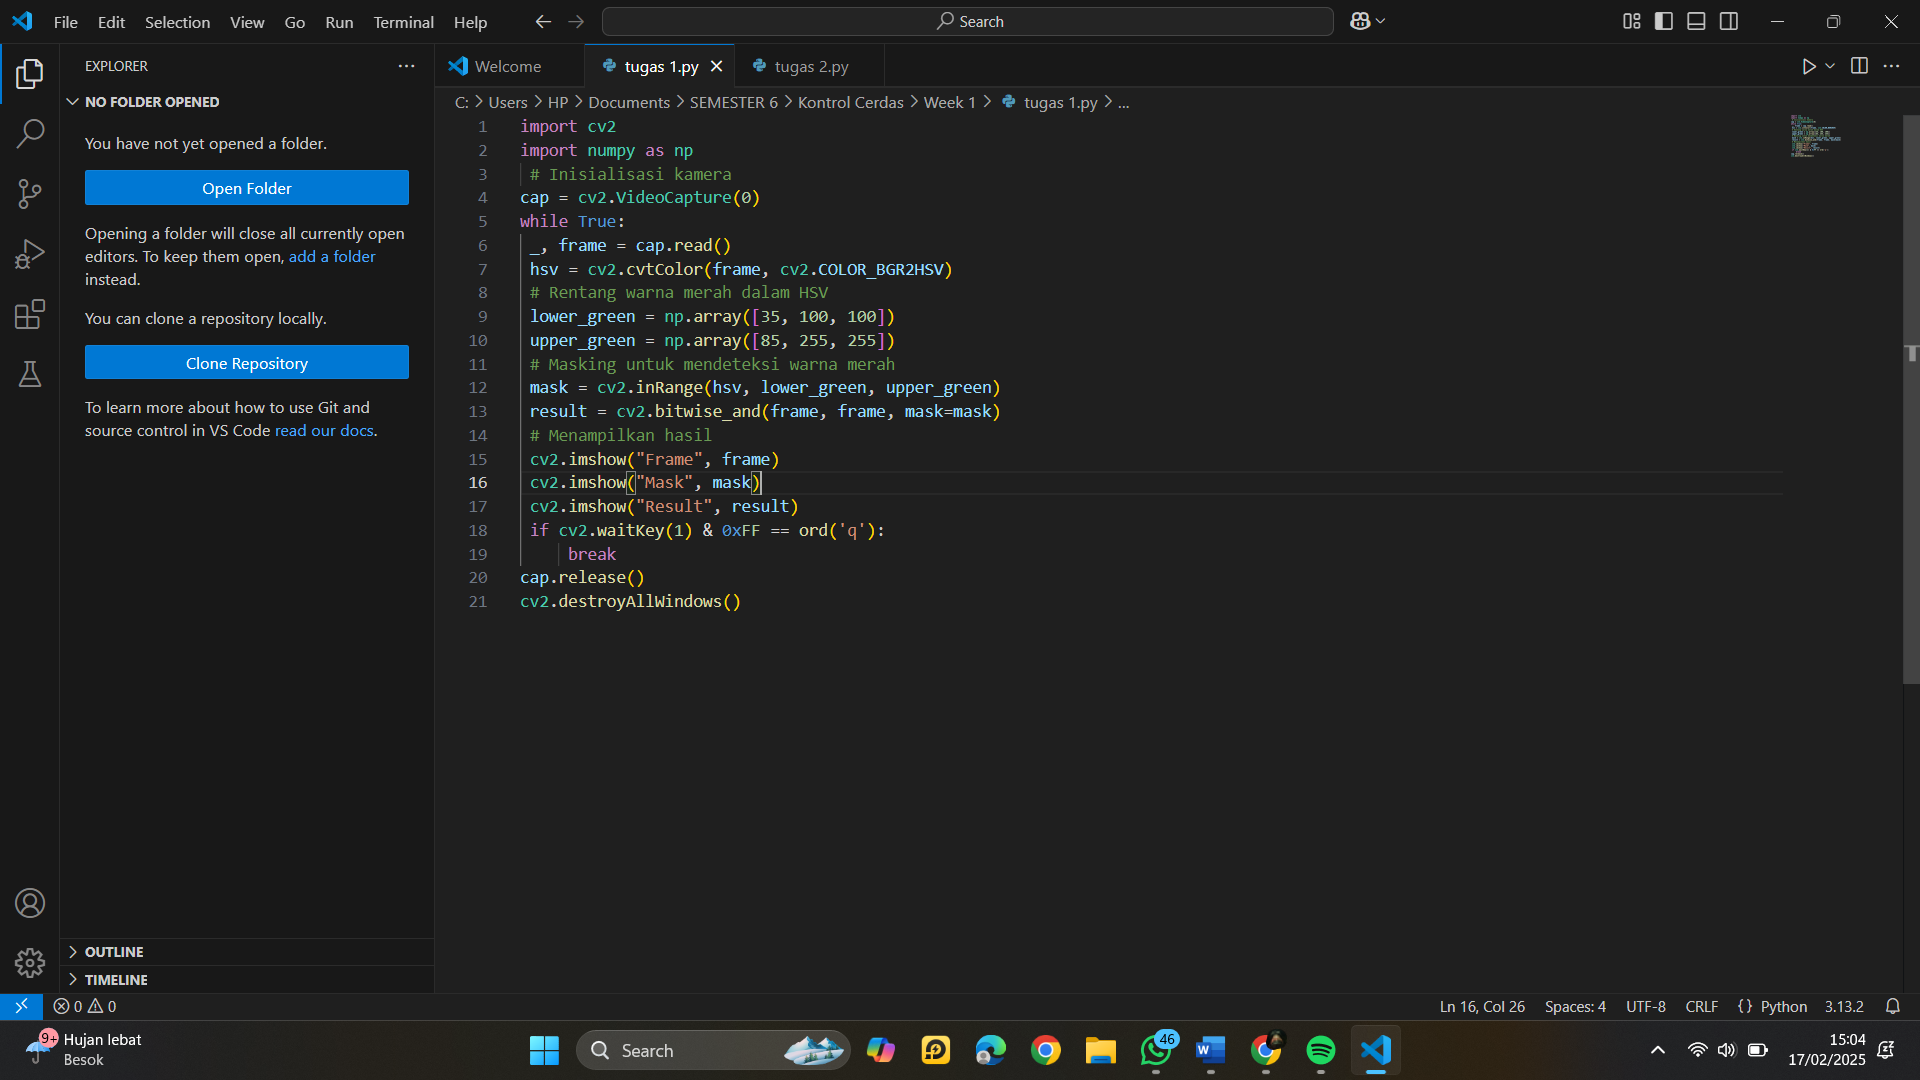 File Edit Selection View Go Run Terminal Help
Search
EXPLORER
NO FOLDER OPENED
You have not yet opened a folder.
Open Folder
Opening a folder will close all currently open
editors. To keep them open, add a folder
instead.
You can clone a repository locally.
Clone Repository
To learn more about how to use Git and
source control in VS Code read our docs.
OUTLINE
TIMELINE
Welcome tugas 1.py tugas 2.py
C: > Users > HP > Documents > SEMESTER 6 > Kontrol Cerdas > Week 1 > tugas 1.py > ...
1 import cv2
2 import numpy as np
3 # Inisialisasi kamera
4 cap = cv2.VideoCapture(0)
5 while True:
6 _, frame = cap.read()
7 hsv = cv2.cvtColor(frame, cv2.COLOR_BGR2HSV)
8 # Rentang warna merah dalam HSV
9 lower_green = np.array([35, 100, 100])
10 upper_green = np.array([85, 255, 255])
11 # Masking untuk mendeteksi warna merah
12 mask = cv2.inRange(hsv, lower_green, upper_green)
13 result = cv2.bitwise_and(frame, frame, mask=mask)
14 # Menampilkan hasil
15 cv2.imshow("Frame", frame)
16 cv2.imshow("Mask", mask)
17 cv2.imshow("Result", result)
18 if cv2.waitKey(1) & 0xFF == ord('q'):
19 break
20 cap.release()
21 cv2.destroyAllWindows()
0 0
Ln 16, Col 26 Spaces: 4 UTF-8 CRLF {} Python 3.13.2
9+ Hujan lebat
Besok
Search
46
15:04
17/02/2025